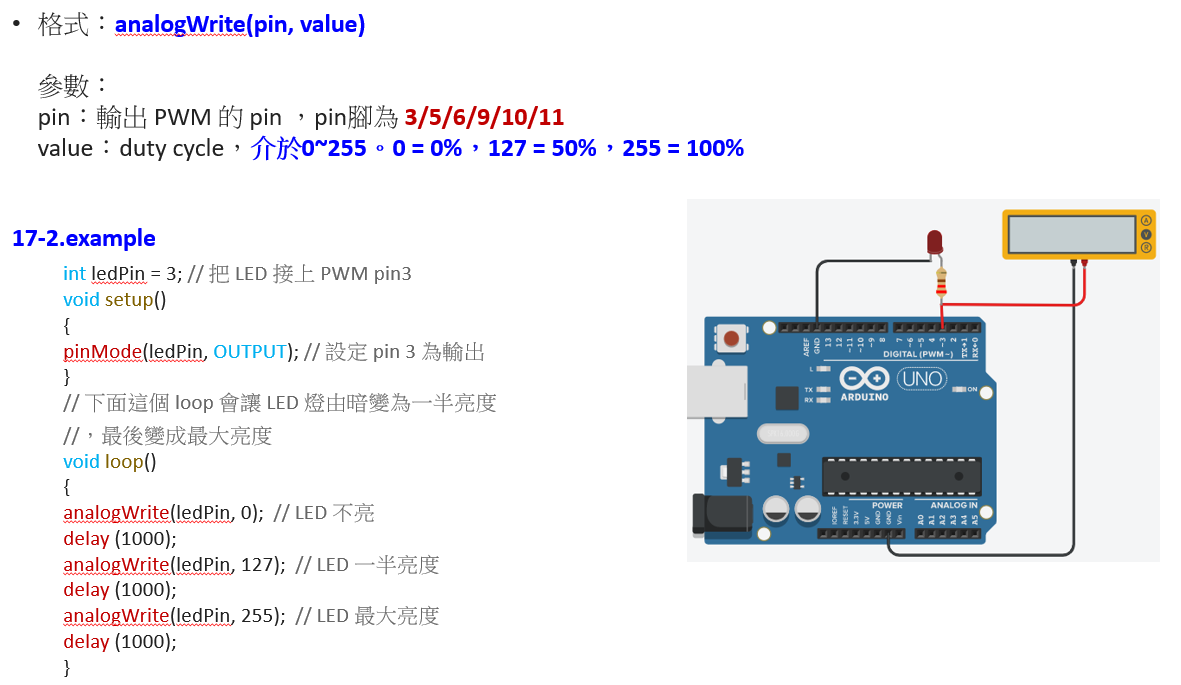 • 格式：analogWrite(pin, value)
參數：
pin：輸出 PWM 的 pin ，pin腳為 3/5/6/9/10/11
value：duty cycle，介於0~255。0 = 0%，127 = 50%，255 = 100%
17-2.example
int ledPin = 3; // 把 LED 接上 PWM pin3
void setup()
{
pinMode(ledPin, OUTPUT); // 設定 pin 3 為輸出
}
// 下面這個 loop 會讓 LED 燈由暗變為一半亮度
//，最後變成最大亮度
void loop()
{
analogWrite(ledPin, 0);  // LED 不亮
delay (1000);
analogWrite(ledPin, 127);  // LED 一半亮度
delay (1000);
analogWrite(ledPin, 255);  // LED 最大亮度
delay (1000);
}
A
V
R
AREF
GND
13
12
~11
~10
~9
8
7
~6
~5
4
~3
2
TX→1
RX←0
DIGITAL (PWM ~)
L
TX
RX
UNO
ON
ARDUINO
POWER
ANALOG IN
IOREF
RESET
3.3V
5V
GND
GND
Vin
A0
A1
A2
A3
A4
A5